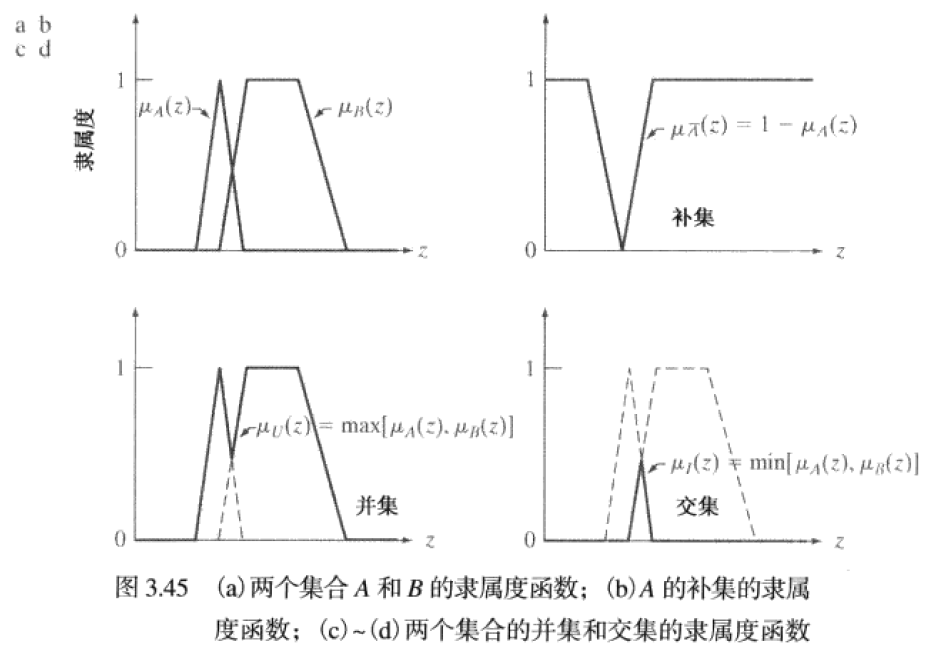 a b
c d
隶属度
1
0
μA(z)
μB(z)
z
1
0
μA̅(z) = 1 − μA(z)
补集
z
1
0
μU(z) = max[μA(z), μB(z)]
并集
z
1
0
μI(z) = min[μA(z), μB(z)]
交集
z
图 3.45 (a)两个集合 A 和 B 的隶属度函数；(b)A 的补集的隶属
度函数；(c)~(d)两个集合的并集和交集的隶属度函数